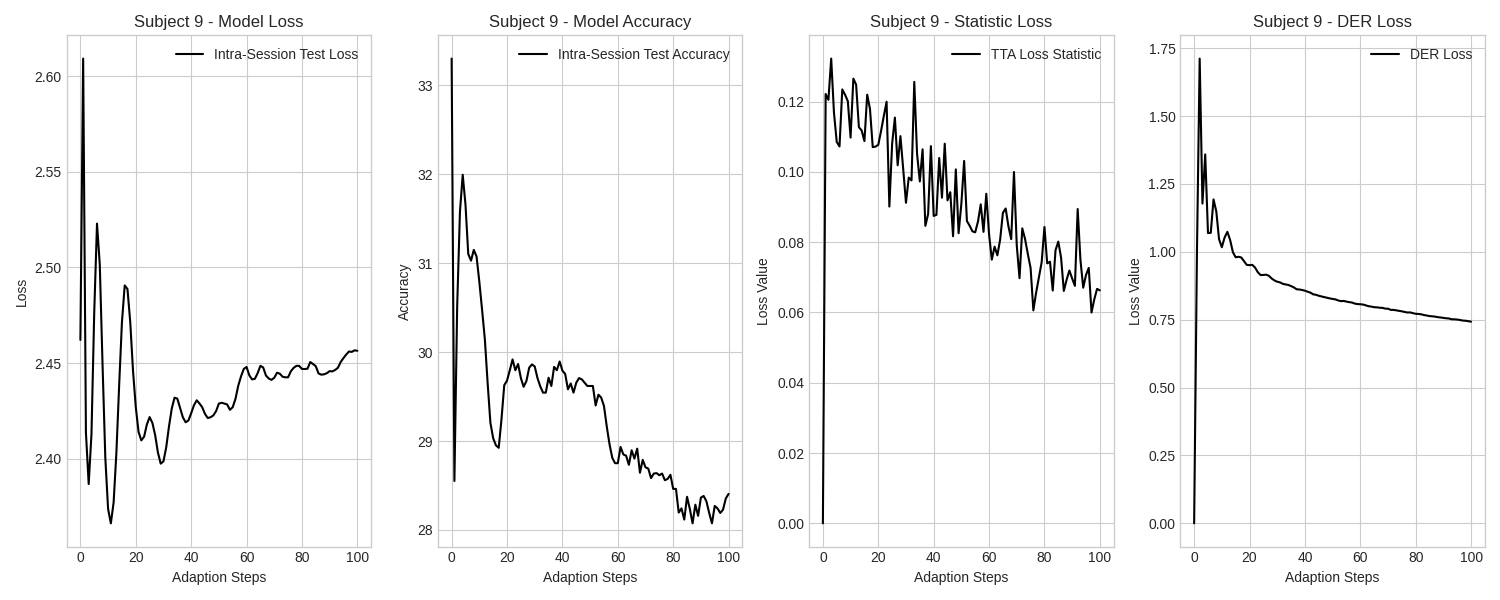 Subject 9 - Model Loss
Intra-Session Test Loss
2.60
2.55
2.50
2.45
2.40
Loss
0 20 40 60 80 100
Adaption Steps
Subject 9 - Model Accuracy
Intra-Session Test Accuracy
33
32
31
30
29
28
Accuracy
0 20 40 60 80 100
Adaption Steps
Subject 9 - Statistic Loss
TTA Loss Statistic
0.12
0.10
0.08
0.06
0.04
0.02
0.00
Loss Value
0 20 40 60 80 100
Adaption Steps
Subject 9 - DER Loss
DER Loss
1.75
1.50
1.25
1.00
0.75
0.50
0.25
0.00
Loss Value
0 20 40 60 80 100
Adaption Steps